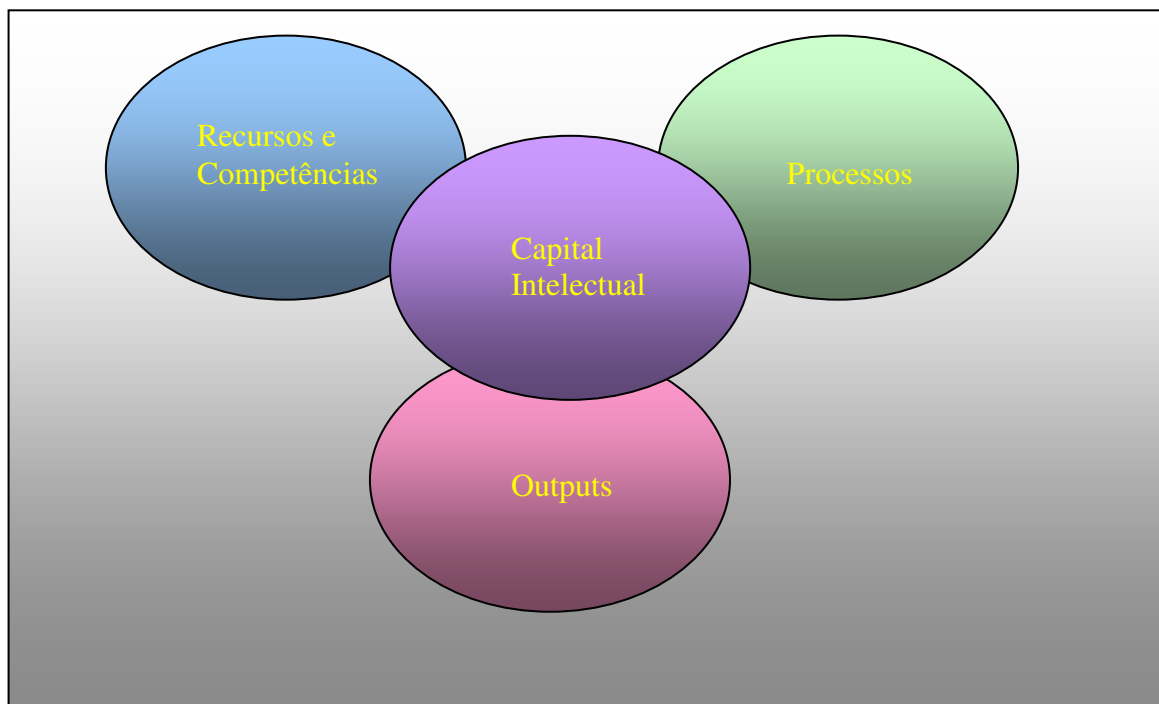 Recursos e
Competências
Processos
Capital
Intelectual
Outputs